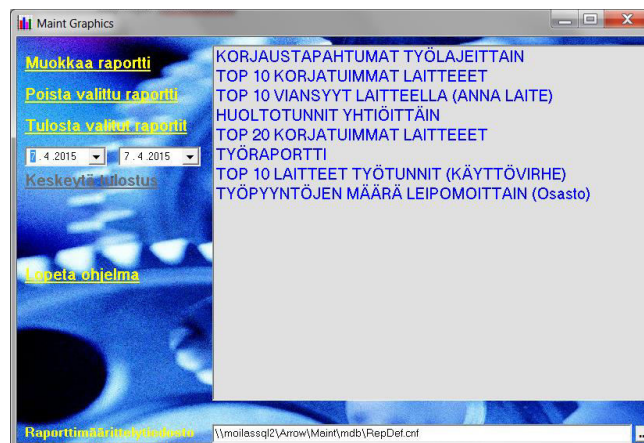 Maint Graphics
Muokkaa raportti
Poista valittu raportti
Tulosta valitut raportit
7 . 4 .2015
7 . 4 .2015
Keskeytä tulostus
Lopeta ohjelma
KORJAUSTAPAHTUMAT TYÖLAJEITTAIN
TOP 10 KORJATUIMMAT LAITTEEET
TOP 10 VIANSYYT LAITTEELLA (ANNA LAITE)
HUOLTOTUNNIT YHTIÖITTÄIN
TOP 20 KORJATUIMMAT LAITTEEET
TYÖRAPORTTI
TOP 10 LAITTEET TYÖTUNNIT (KÄYTTÖVIRHE)
TYÖPYYNTÖJEN MÄÄRÄ LEIPOMOITTAIN (Osasto)
Raporttimäärittelytiedosto
\\moilassql2\Arrow\Maint\mdb\RepDef.cnf
...